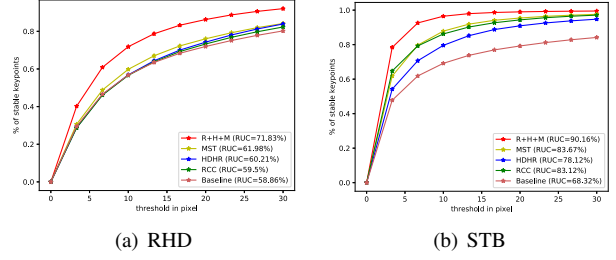 1.0
0.8
0.6
0.4
0.2
0.0
% of stable keypoints
R+H+M (RUC=71.83%)
MST (RUC=61.98%)
HDHR (RUC=60.21%)
RCC (RUC=59.5%)
Baseline (RUC=58.86%)
0 5 10 15 20 25 30
threshold in pixel
(a) RHD
1.0
0.8
0.6
0.4
0.2
0.0
% of stable keypoints
R+H+M (RUC=90.16%)
MST (RUC=83.67%)
HDHR (RUC=78.12%)
RCC (RUC=83.12%)
Baseline (RUC=68.32%)
0 5 10 15 20 25 30
threshold in pixel
(b) STB